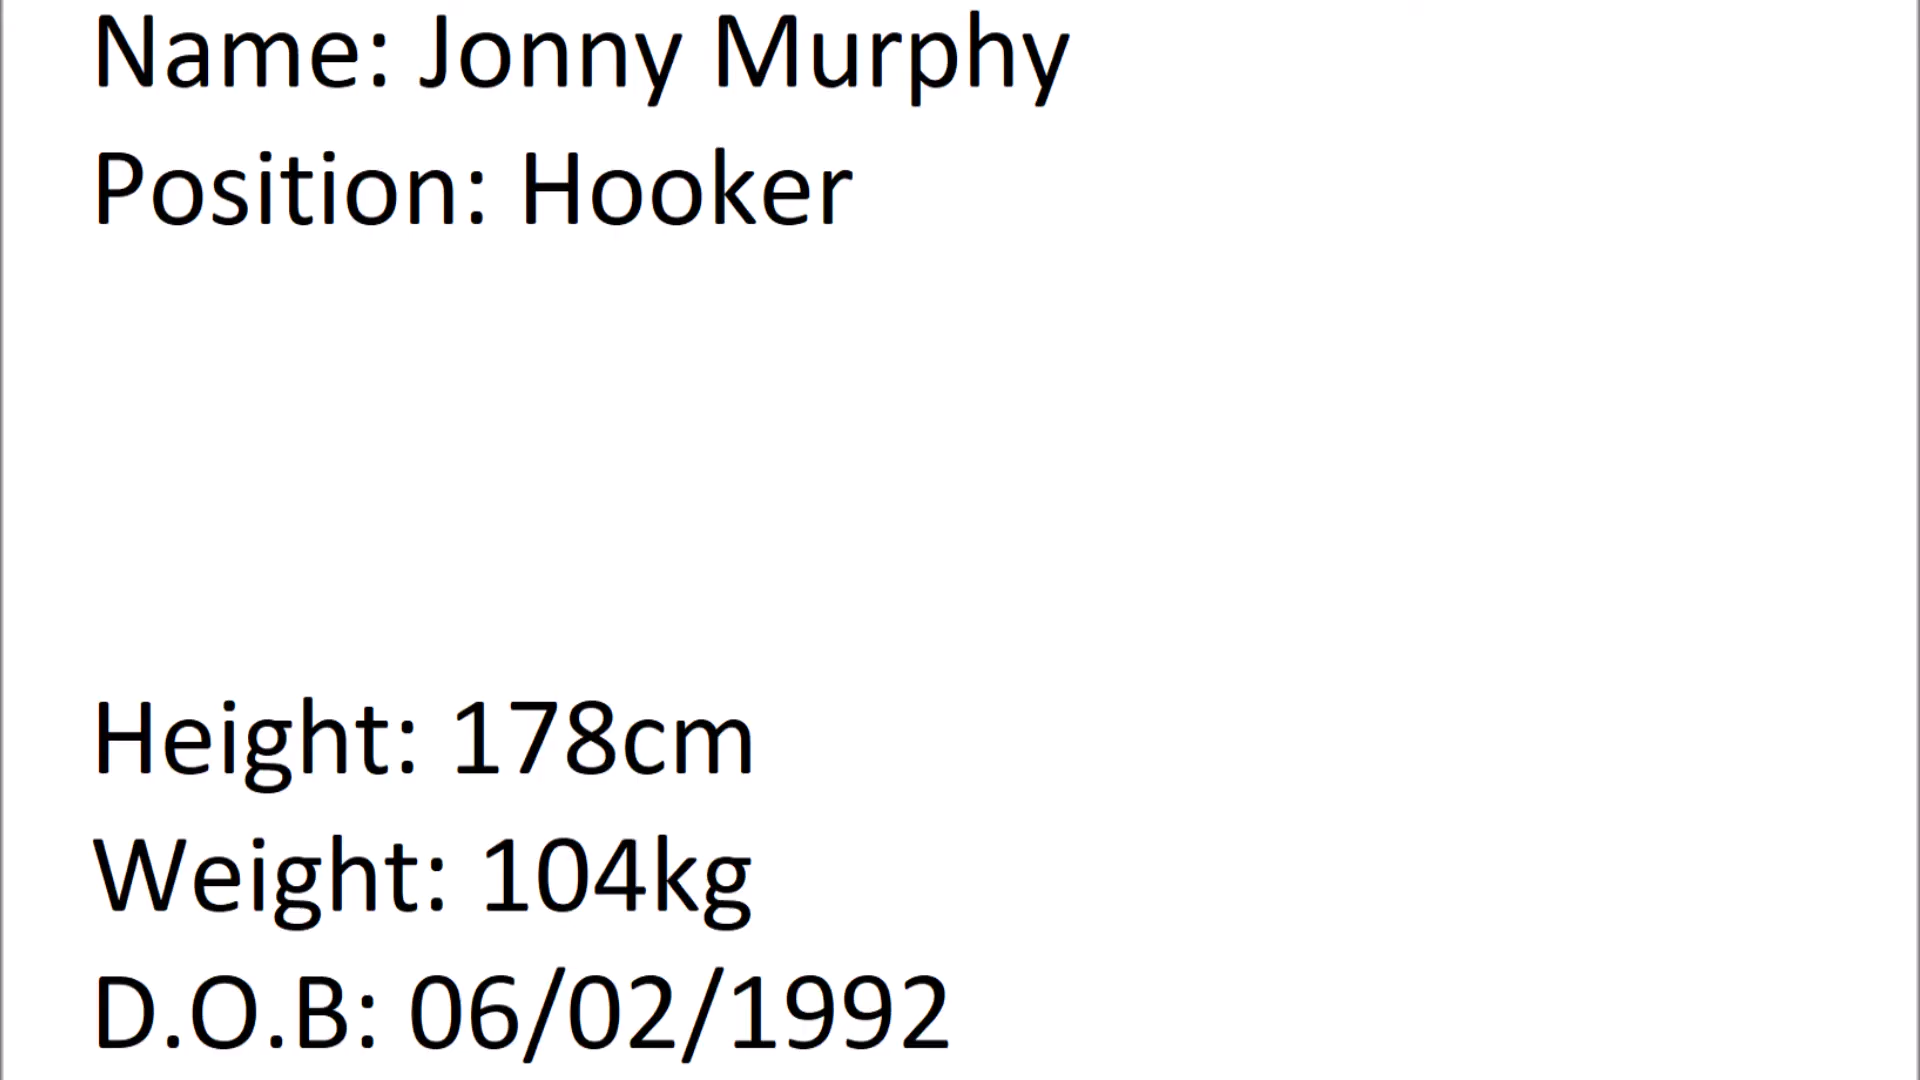 Name: Jonny Murphy
Position: Hooker
Height: 178cm
Weight: 104kg
D.O.B: 06/02/1992